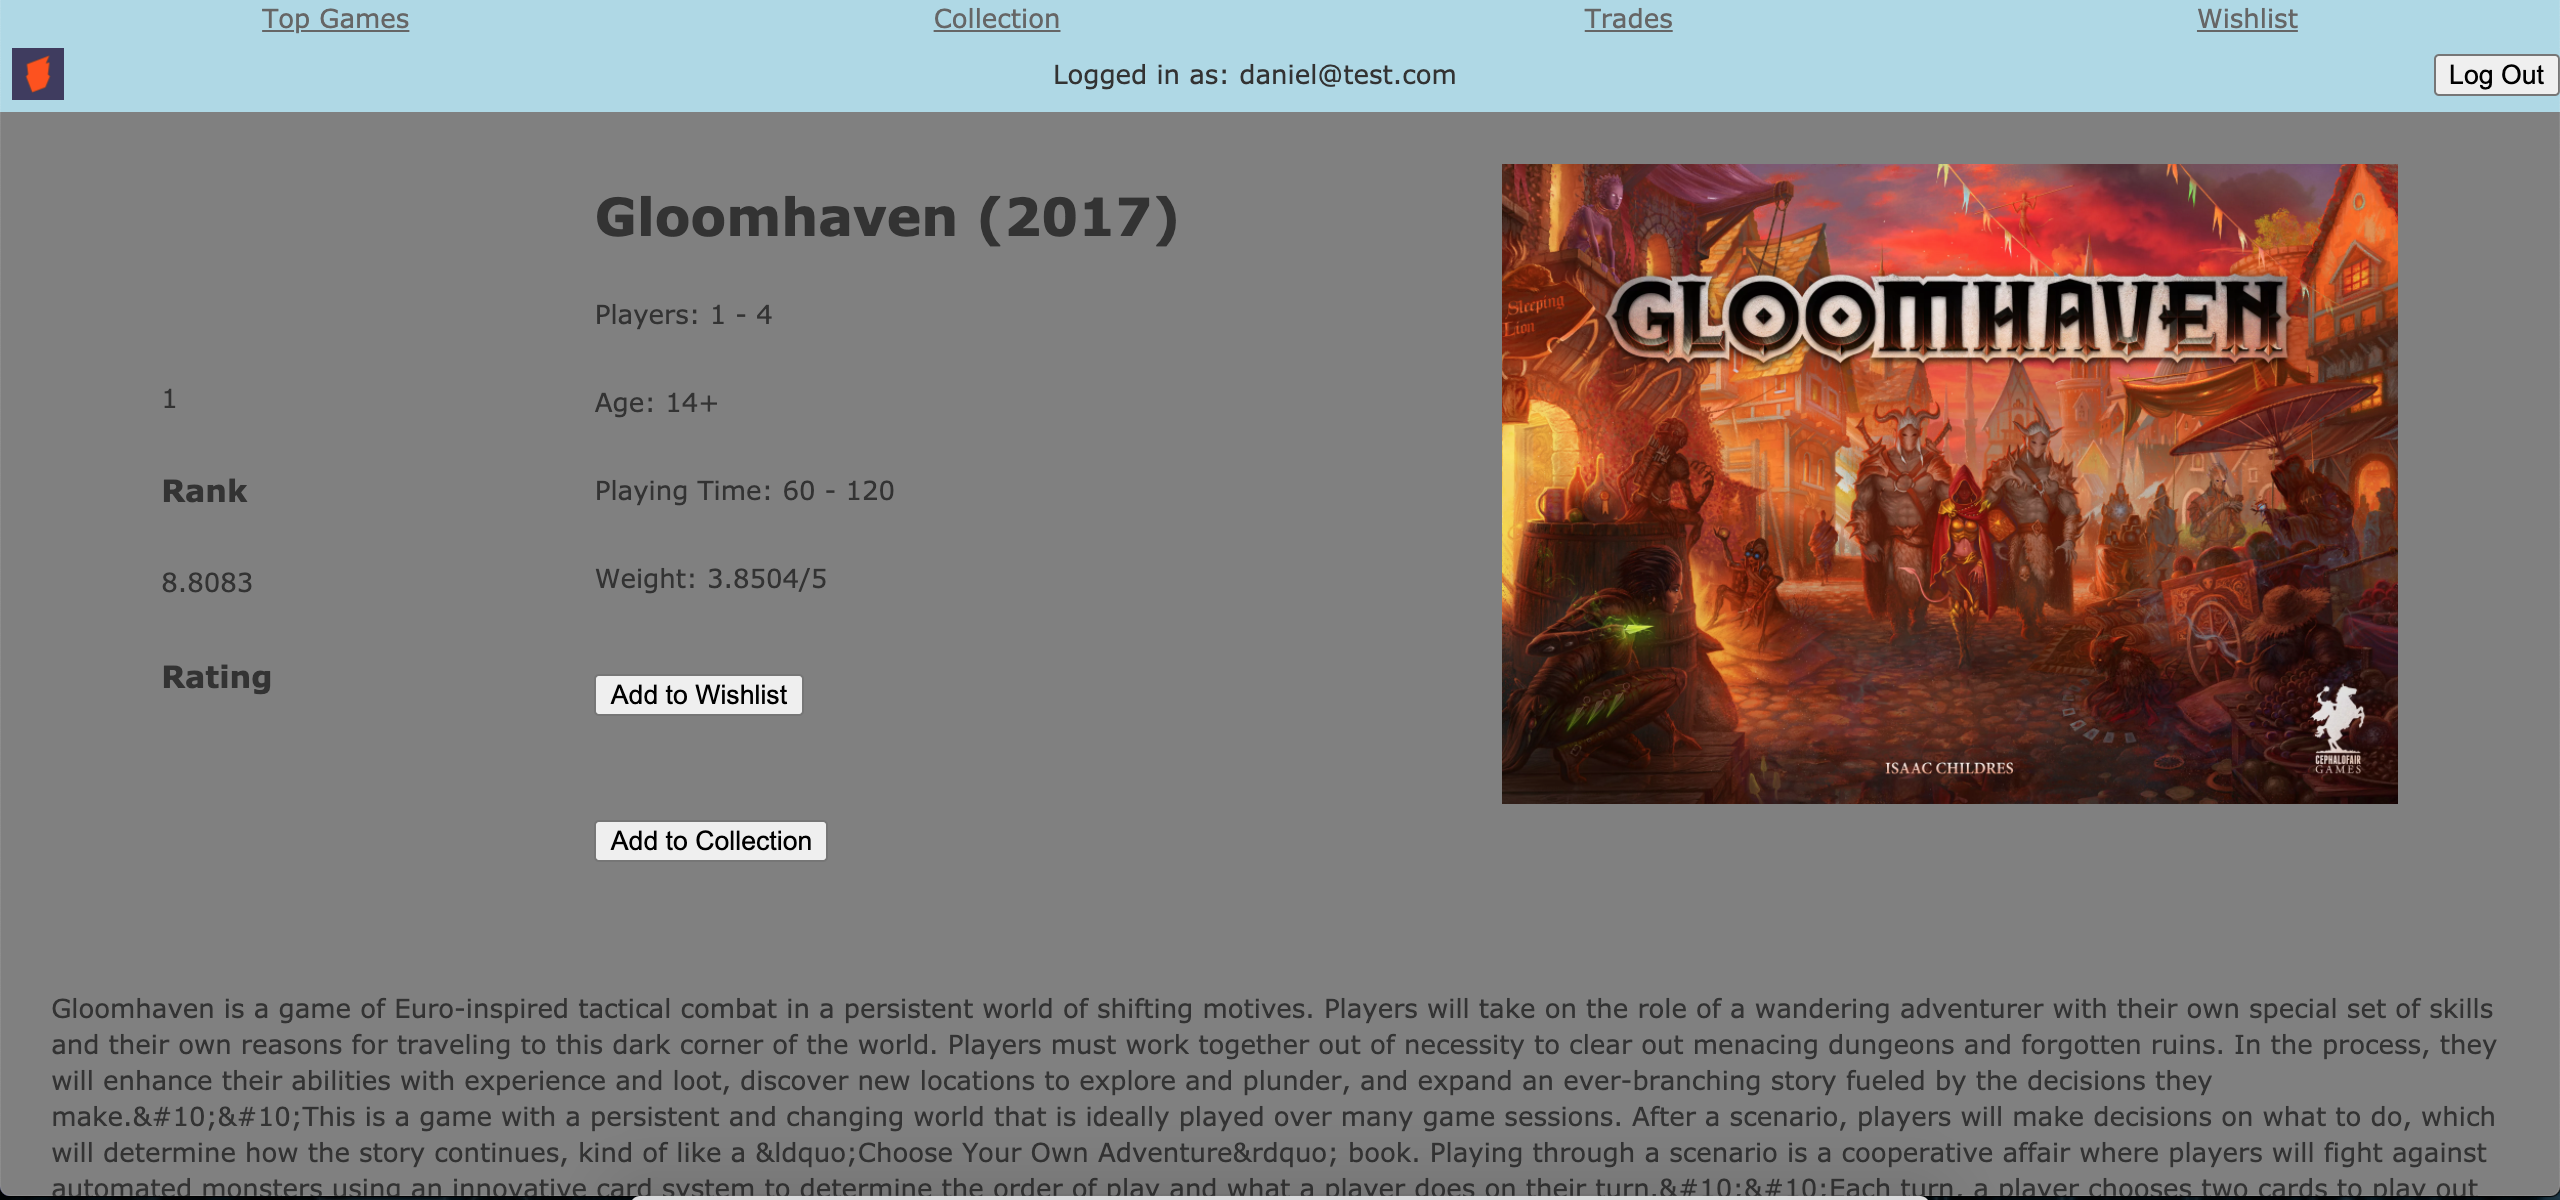 Top Games
Collection
Trades
Wishlist
Logged in as: daniel@test.com
Log Out
Gloomhaven (2017)
Players: 1 - 4
Age: 14+
Playing Time: 60 - 120
Weight: 3.8504/5
Add to Wishlist
Add to Collection
1
Rank
8.8083
Rating
Sleeping
Lion
GLOOMHAVEN
ISAAC CHILDRES
CEPHALOFAIR
GAMES
Gloomhaven is a game of Euro-inspired tactical combat in a persistent world of shifting motives. Players will take on the role of a wandering adventurer with their own special set of skills
and their own reasons for traveling to this dark corner of the world. Players must work together out of necessity to clear out menacing dungeons and forgotten ruins. In the process, they
will enhance their abilities with experience and loot, discover new locations to explore and plunder, and expand an ever-branching story fueled by the decisions they
make.&#10;&#10;This is a game with a persistent and changing world that is ideally played over many game sessions. After a scenario, players will make decisions on what to do, which
will determine how the story continues, kind of like a &ldquo;Choose Your Own Adventure&rdquo; book. Playing through a scenario is a cooperative affair where players will fight against
automated monsters using an innovative card system to determine the order of play and what a player does on their turn.&#10;&#10;Each turn, a player chooses two cards to play out